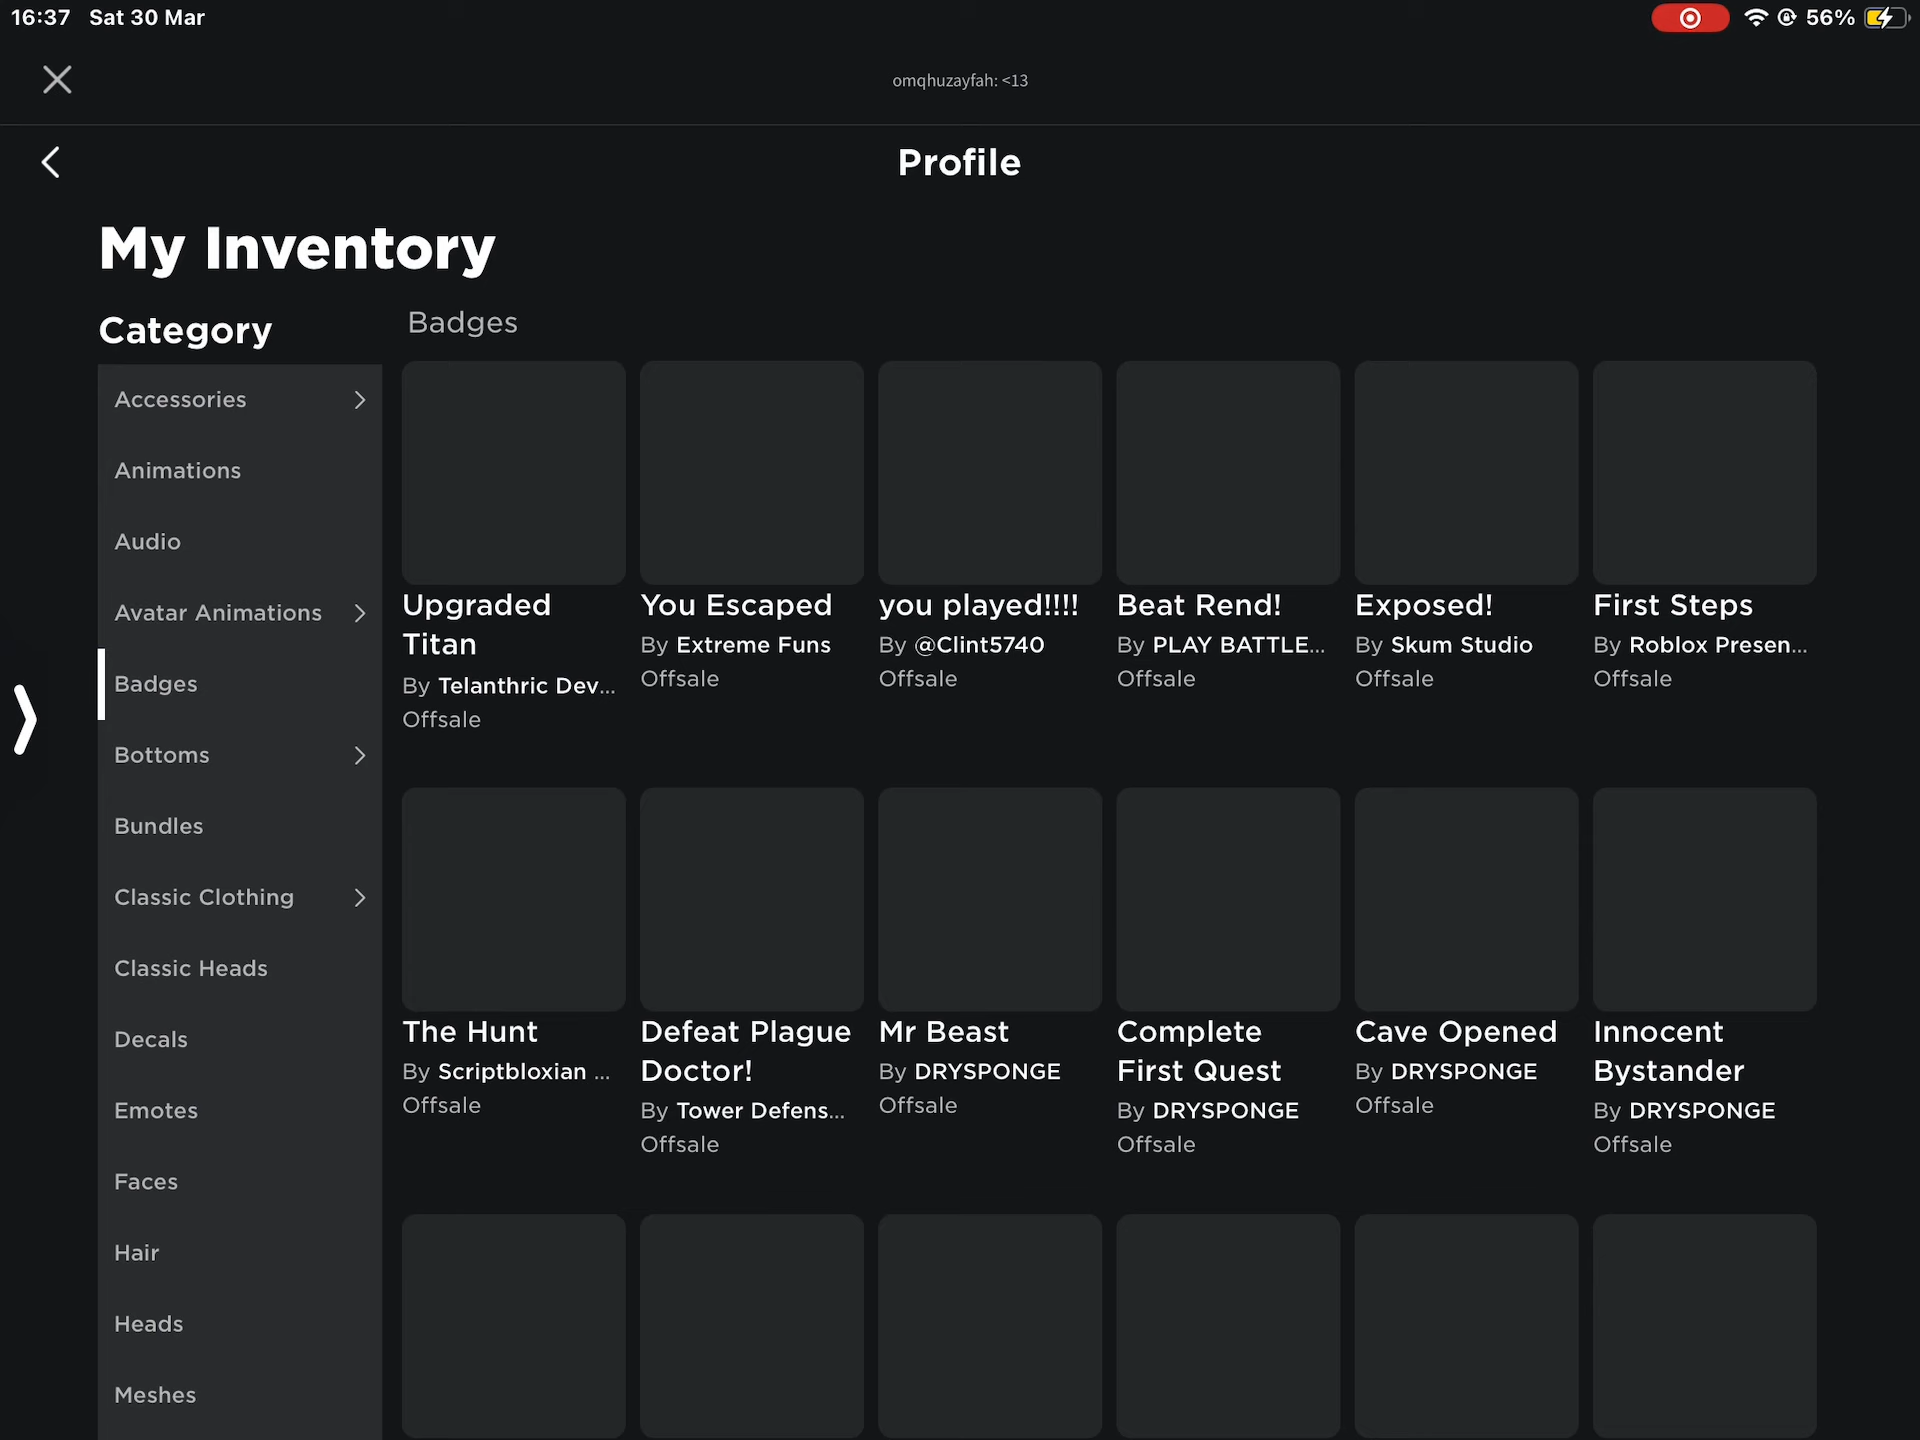 16:37 Sat 30 Mar
56%
omqhuzayfah: <13
Profile
My Inventory
Category
Accessories
Animations
Audio
Avatar Animations
Badges
Bottoms
Bundles
Classic Clothing
Classic Heads
Decals
Emotes
Faces
Hair
Heads
Meshes
Badges
Upgraded
Titan
By Telanthric Dev...
Offsale
You Escaped
By Extreme Funs
Offsale
you played!!!!
By @Clint5740
Offsale
Beat Rend!
By PLAY BATTLE...
Offsale
Exposed!
By Skum Studio
Offsale
First Steps
By Roblox Presen...
Offsale
The Hunt
By Scriptbloxian ...
Offsale
Defeat Plague
Doctor!
By Tower Defens...
Offsale
Mr Beast
By DRYSPONGE
Offsale
Complete
First Quest
By DRYSPONGE
Offsale
Cave Opened
By DRYSPONGE
Offsale
Innocent
Bystander
By DRYSPONGE
Offsale